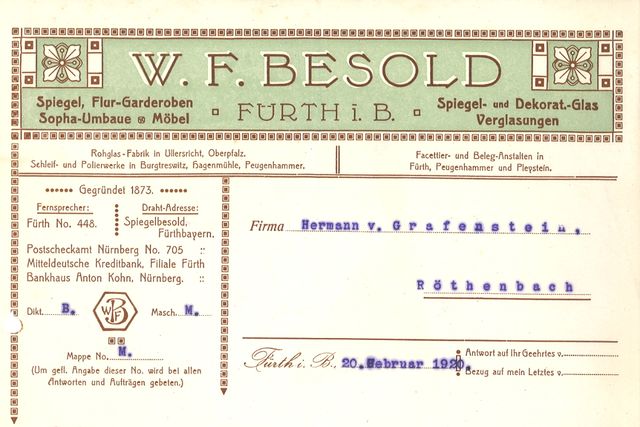 W. F. BESOLD
FÜRTH i. B.
Spiegel, Flur-Garderoben
Sopha-Umbaue Möbel
Spiegel- und Dekorat.-Glas
Verglasungen
Rohglas-Fabrik in Ullersricht, Oberpfalz.
Schleif- und Polierwerke in Burgtreswitz, Hagenmühle, Peugenhammer.
Facettier- und Beleg-Anstalten in
Fürth, Peugenhammer und Pleystein.
Gegründet 1873.
Fernsprecher:
Fürth No. 448.
Draht-Adresse:
Spiegelbesold,
Fürthbayern.
Postscheckamt Nürnberg No. 705 ::
Mitteldeutsche Kreditbank, Filiale Fürth
Bankhaus Anton Kohn, Nürnberg. ::
Dikt. B.
WFB
Masch. M.
Mappe No. M.
(Um gefl. Angabe dieser No. wird bei allen
Antworten und Aufträgen gebeten.)
Firma Hermann v. Grafenstein,
Röthenbach
Fürth i. B., 20. Februar 1920.
Antwort auf Ihr Geehrtes v.
Bezug auf mein Letztes v.